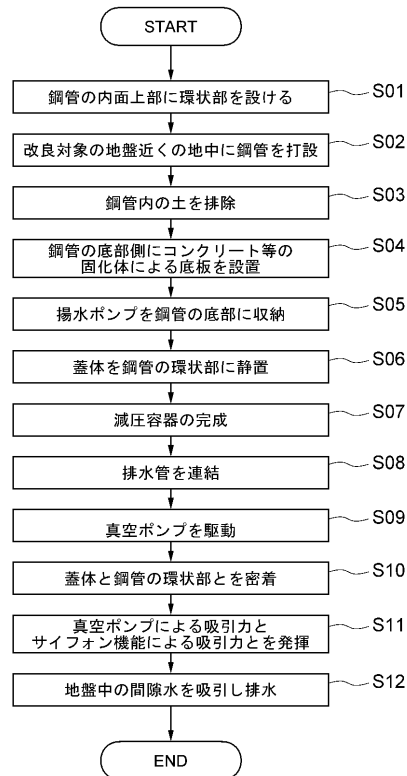 START
鋼管の内面上部に環状部を設ける
S01
改良対象の地盤近くの地中に鋼管を打設
S02
鋼管内の土を排除
S03
鋼管の底部側にコンクリート等の
固化体による底板を設置
S04
揚水ポンプを鋼管の底部に収納
S05
蓋体を鋼管の環状部に静置
S06
減圧容器の完成
S07
排水管を連結
S08
真空ポンプを駆動
S09
蓋体と鋼管の環状部とを密着
S10
真空ポンプによる吸引力と
サイフォン機能による吸引力とを発揮
S11
地盤中の間隙水を吸引し排水
S12
END